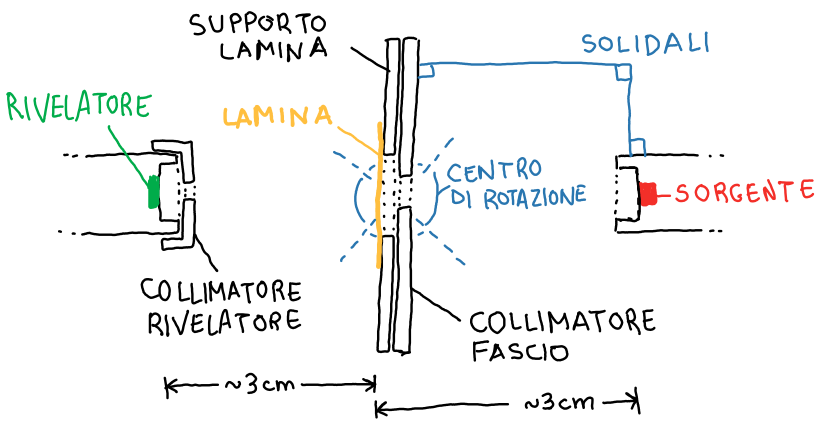 SUPPORTO
LAMINA
SOLIDALI
RIVELATORE
LAMINA
CENTRO
DI ROTAZIONE
SORGENTE
COLLIMATORE
RIVELATORE
COLLIMATORE
FASCIO
~3cm
~3cm